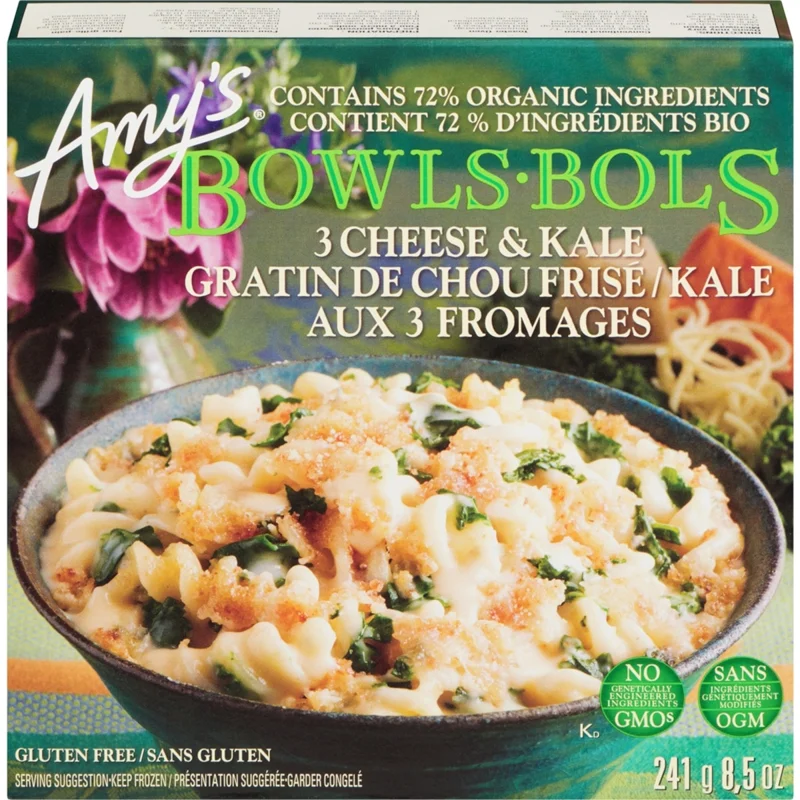 Amy's®
CONTAINS 72% ORGANIC INGREDIENTS
CONTIENT 72 % D'INGRÉDIENTS BIO
BOWLS·BOLS
3 CHEESE & KALE
GRATIN DE CHOU FRISÉ / KALE
AUX 3 FROMAGES
NO
GENETICALLY
ENGINEERED
INGREDIENTS
GMOs
SANS
INGRÉDIENTS
GÉNÉTIQUEMENT
MODIFIÉS
OGM
KD
GLUTEN FREE / SANS GLUTEN
SERVING SUGGESTION•KEEP FROZEN / PRÉSENTATION SUGGÉRÉE•GARDER CONGELÉ
241 g 8,5 oz